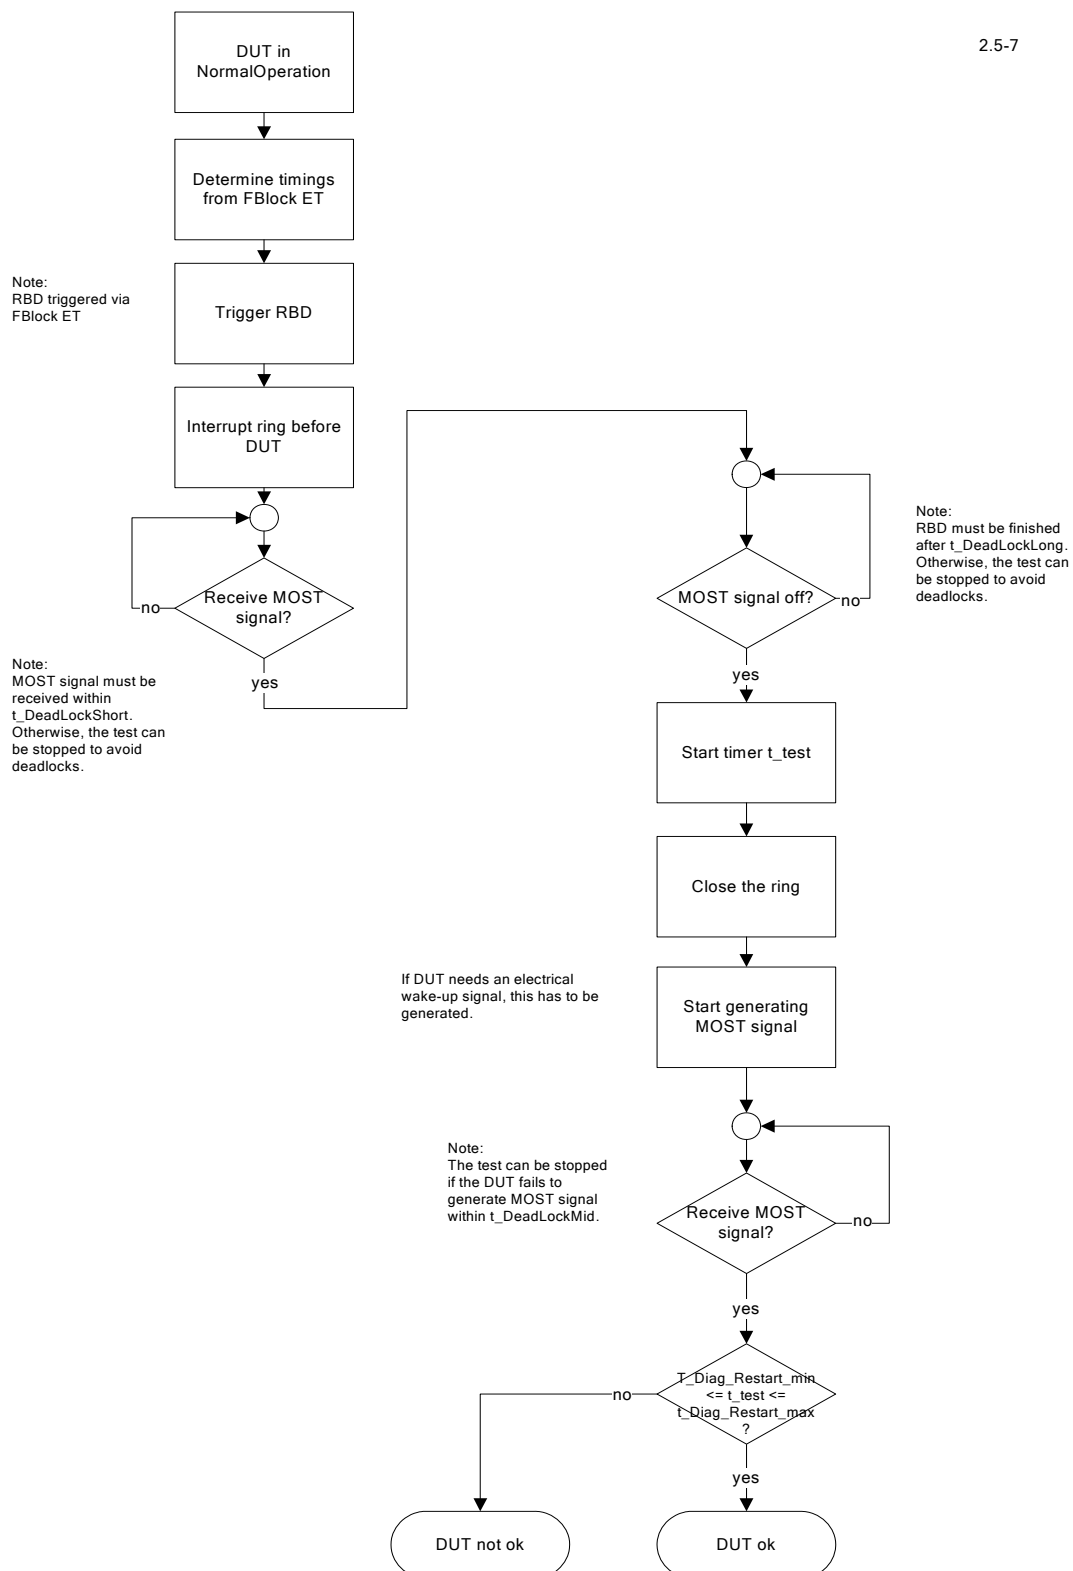 2.5-7
DUT in
NormalOperation
Determine timings
from FBlock ET
Note:
RBD triggered via
FBlock ET
Trigger RBD
Interrupt ring before
DUT
Receive MOST
signal?
no
yes
Note:
MOST signal must be
received within
t_DeadLockShort.
Otherwise, the test can
be stopped to avoid
deadlocks.
MOST signal off?
no
yes
Note:
RBD must be finished
after t_DeadLockLong.
Otherwise, the test can
be stopped to avoid
deadlocks.
Start timer t_test
Close the ring
If DUT needs an electrical
wake-up signal, this has to be
generated.
Start generating
MOST signal
Note:
The test can be stopped
if the DUT fails to
generate MOST signal
within t_DeadLockMid.
Receive MOST
signal?
no
yes
T_Diag_Restart_min
<= t_test <=
t_Diag_Restart_max
?
no
yes
DUT not ok
DUT ok